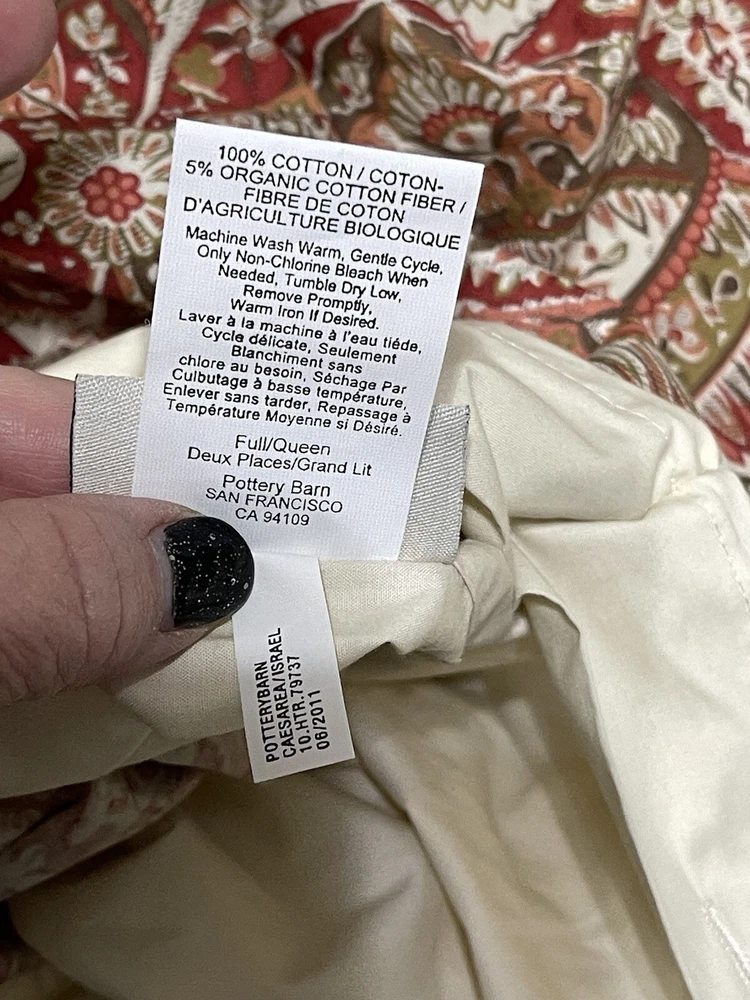 100% COTTON / COTON-
5% ORGANIC COTTON FIBER /
FIBRE DE COTON
D'AGRICULTURE BIOLOGIQUE
Machine Wash Warm, Gentle Cycle,
Only Non-Chlorine Bleach When
Needed, Tumble Dry Low,
Remove Promptly,
Warm Iron If Desired.
Laver à la machine à l'eau tiéde,
Cycle délicate, Seulement
Blanchiment sans
chlore au besoin, Séchage Par
Culbutage à basse température,
Enlever sans tarder, Repassage à
Température Moyenne si Désiré.
Full/Queen
Deux Places/Grand Lit
Pottery Barn
SAN FRANCISCO
CA 94109
POTTERYBARN
CAESAREA/ISRAEL
10.HTR.79737
06/2011